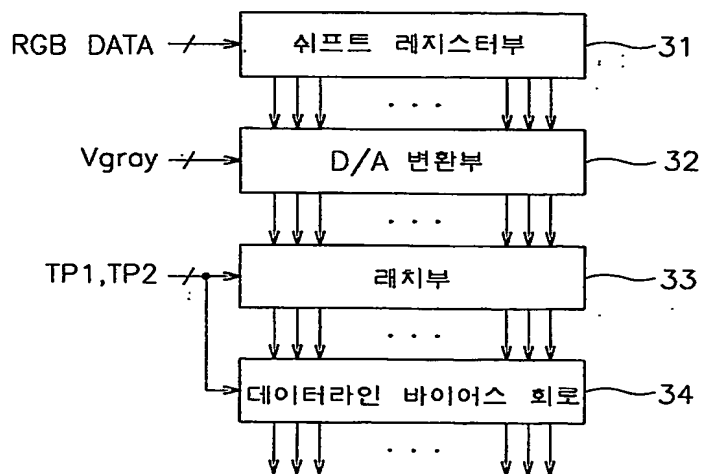 RGB DATA
쉬프트 레지스터부
31
. . .
Vgray
D/A 변환부
32
. . .
TP1,TP2
래치부
33
. . .
데이터라인 바이어스 회로
34
. . .